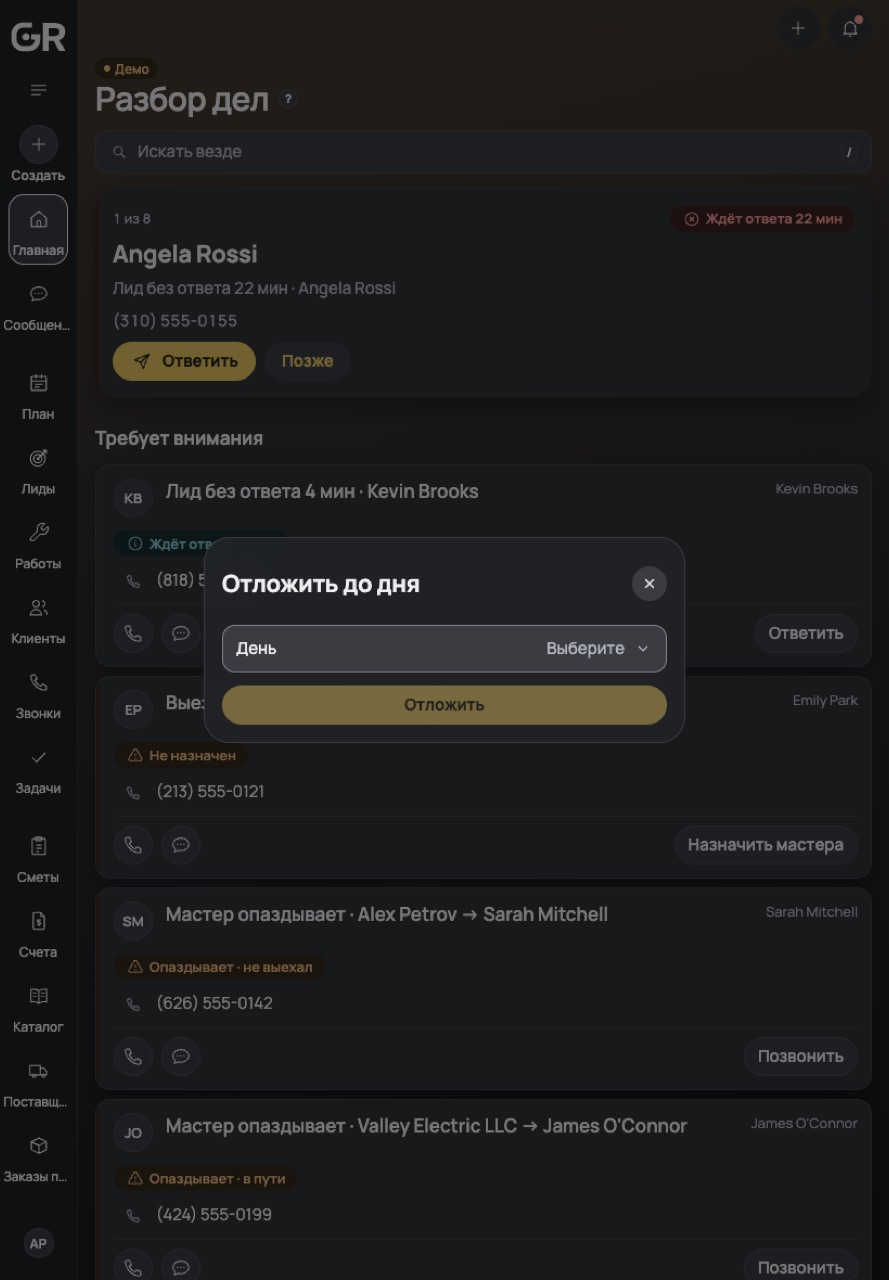 GR
Демо
Разбор дел ?
Искать везде /
Создать
Главная
Сообщен...
План
Лиды
Работы
Клиенты
Звонки
Задачи
Сметы
Счета
Каталог
Поставщ...
Заказы п...
AP
1 из 8
Ждёт ответа 22 мин
Angela Rossi
Лид без ответа 22 мин · Angela Rossi
(310) 555-0155
Ответить
Позже
Требует внимания
KB
Лид без ответа 4 мин · Kevin Brooks
Kevin Brooks
Ждёт отв
(818) 5
Ответить
Отложить до дня
День
Выберите
Отложить
EP
Вые
Emily Park
Не назначен
(213) 555-0121
Назначить мастера
SM
Мастер опаздывает · Alex Petrov → Sarah Mitchell
Sarah Mitchell
Опаздывает · не выехал
(626) 555-0142
Позвонить
JO
Мастер опаздывает · Valley Electric LLC → James O'Connor
James O'Connor
Опаздывает · в пути
(424) 555-0199
Позвонить